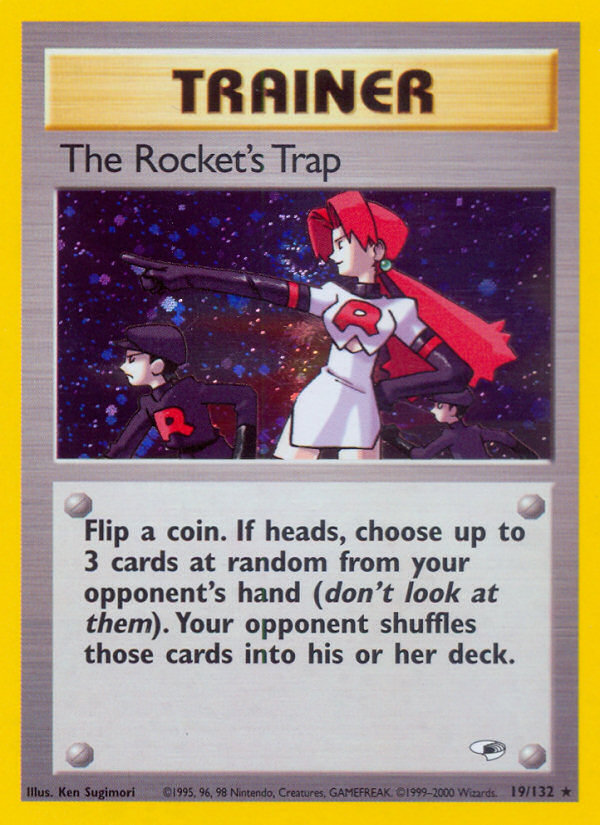 TRAINER
The Rocket's Trap
R
R
Flip a coin. If heads, choose up to
3 cards at random from your
opponent's hand (don't look at
them). Your opponent shuffles
those cards into his or her deck.
Illus. Ken Sugimori ©1995, 96, 98 Nintendo, Creatures, GAMEFREAK. ©1999–2000 Wizards. 19/132 ★